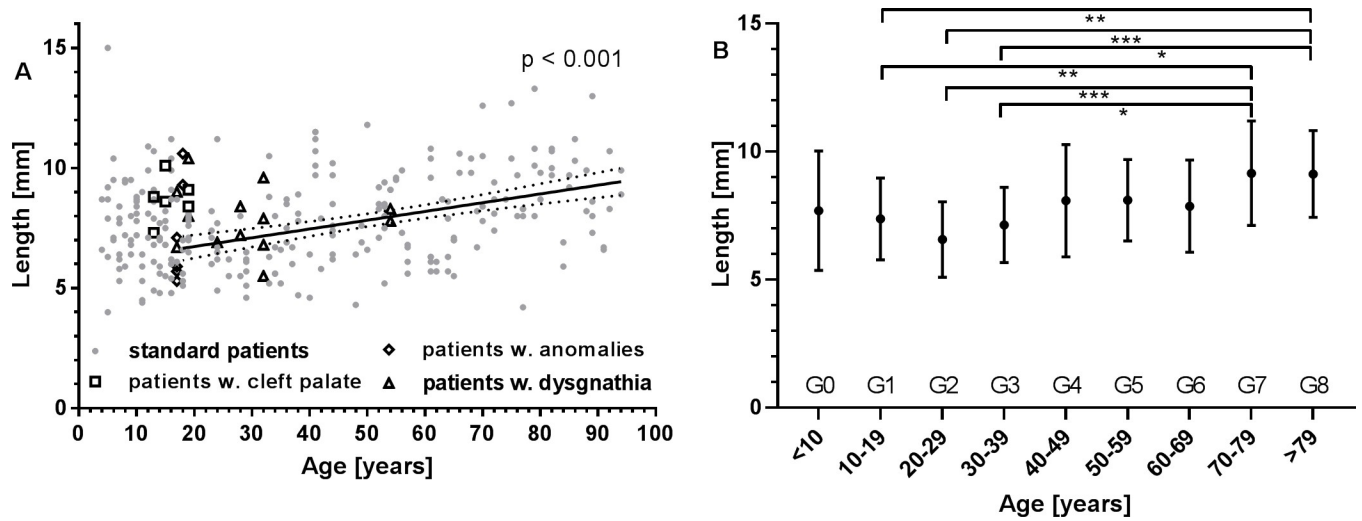 A
p < 0.001
Length [mm]
15
10
5
0
standard patients
patients w. anomalies
patients w. cleft palate
patients w. dysgnathia
0 10 20 30 40 50 60 70 80 90 100
Age [years]
B
**
***
*
**
***
*
Length [mm]
15
10
5
0
G0 G1 G2 G3 G4 G5 G6 G7 G8
<10 10-19 20-29 30-39 40-49 50-59 60-69 70-79 >79
Age [years]